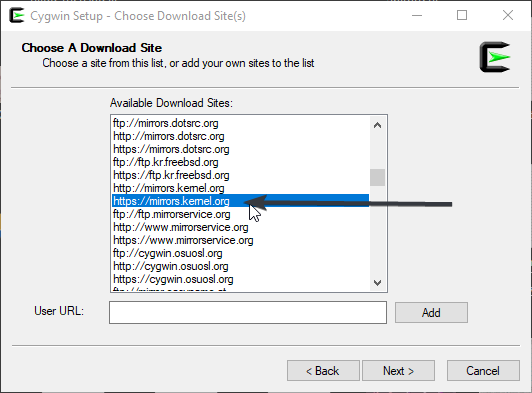 Cygwin Setup - Choose Download Site(s)
Choose A Download Site
Choose a site from this list, or add your own sites to the list
Available Download Sites:
ftp://mirrors.dotsrc.org
http://mirrors.dotsrc.org
https://mirrors.dotsrc.org
ftp://ftp.kr.freebsd.org
https://ftp.kr.freebsd.org
http://mirrors.kernel.org
https://mirrors.kernel.org
ftp://ftp.mirrorservice.org
http://www.mirrorservice.org
https://www.mirrorservice.org
ftp://cygwin.osuosl.org
http://cygwin.osuosl.org
https://cygwin.osuosl.org
User URL:
Add
< Back
Next >
Cancel